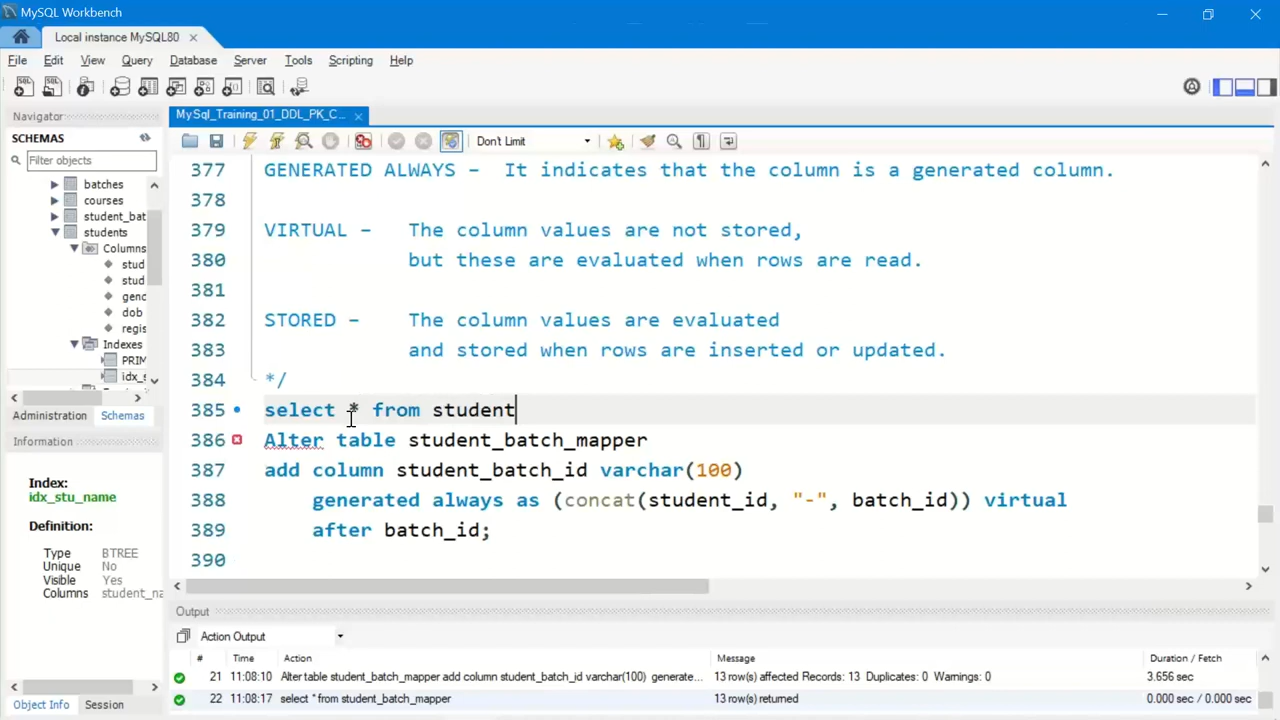 MySQL Workbench
Local instance MySQL80
File Edit View Query Database Server Tools Scripting Help
Navigator
MySql_Training_01_DDL_PK_C...
SCHEMAS
Don't Limit
Filter objects
batches
courses
student_bat
students
Columns
stud
stud
gend
dob
regis
Indexes
PRIM
idx_s
Administration Schemas
Information
Index:
idx_stu_name
Definition:
Type BTREE
Unique No
Visible Yes
Columns student_na
Object Info Session
377 GENERATED ALWAYS - It indicates that the column is a generated column.
378
379 VIRTUAL - The column values are not stored,
380 but these are evaluated when rows are read.
381
382 STORED - The column values are evaluated
383 and stored when rows are inserted or updated.
384 */
385 select * from student
386 Alter table student_batch_mapper
387 add column student_batch_id varchar(100)
388 generated always as (concat(student_id, "-", batch_id)) virtual
389 after batch_id;
390
Output
Action Output
# Time Action Message Duration / Fetch
21 11:08:10 Alter table student_batch_mapper add column student_batch_id varchar(100) generate... 13 row(s) affected Records: 13 Duplicates: 0 Warnings: 0 3.656 sec
22 11:08:17 select * from student_batch_mapper 13 row(s) returned 0.000 sec / 0.000 sec